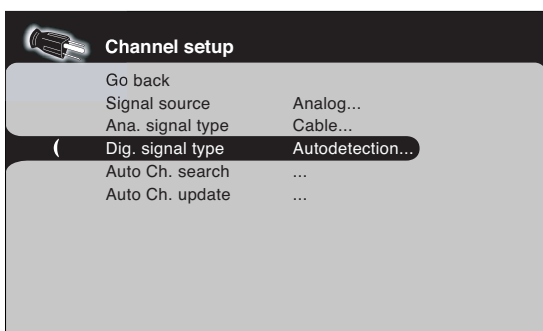 Channel setup
Go back
Signal source Analog...
Ana. signal type Cable...
Dig. signal type Autodetection...
Auto Ch. search ...
Auto Ch. update ...